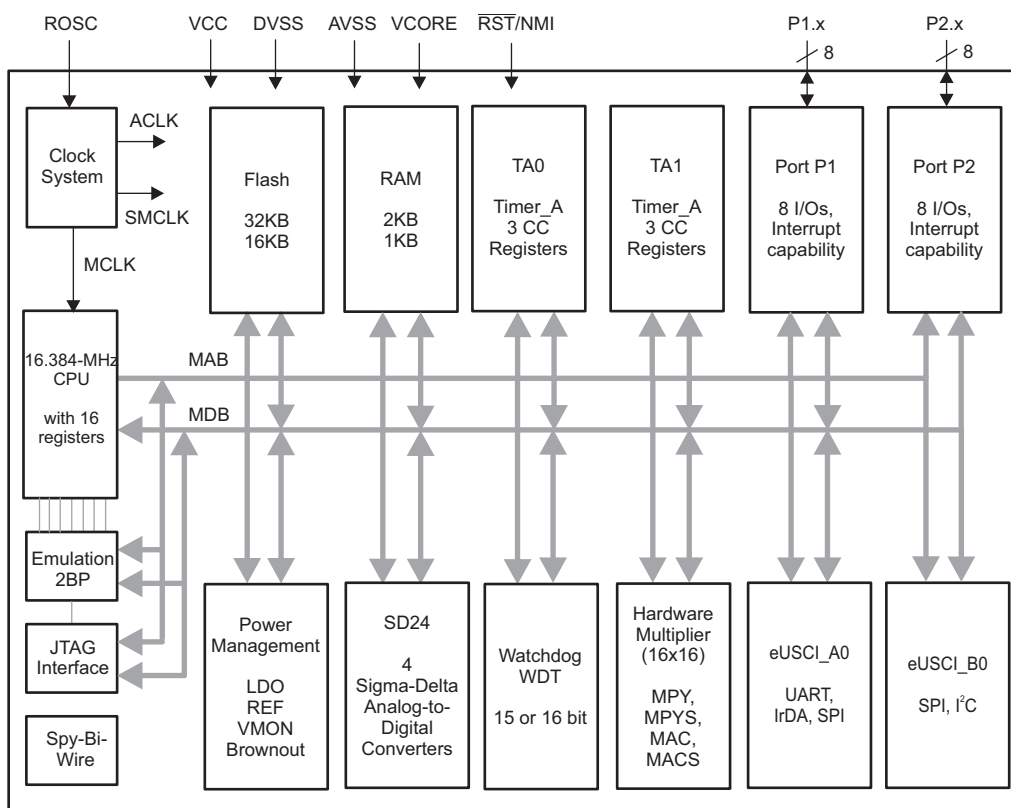 ROSC
VCC
DVSS
AVSS
VCORE
RST/NMI
P1.x
P2.x
8
8
Clock
System
ACLK
SMCLK
MCLK
Flash
32KB
16KB
RAM
2KB
1KB
TA0
Timer_A
3 CC
Registers
TA1
Timer_A
3 CC
Registers
Port P1
8 I/Os,
Interrupt
capability
Port P2
8 I/Os,
Interrupt
capability
16.384-MHz
CPU
with 16
registers
MAB
MDB
Emulation
2BP
JTAG
Interface
Spy-Bi-
Wire
Power
Management
LDO
REF
VMON
Brownout
SD24
4
Sigma-Delta
Analog-to-
Digital
Converters
Watchdog
WDT
15 or 16 bit
Hardware
Multiplier
(16x16)
MPY,
MPYS,
MAC,
MACS
eUSCI_A0
UART,
IrDA, SPI
eUSCI_B0
SPI, I²C